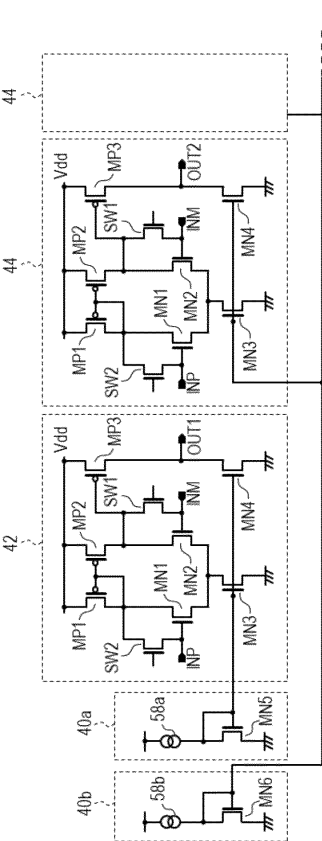 40b
58b
MN6
40a
58a
MN5
42
Vdd
MP1
MP2
MP3
SW2
SW1
MN1
MN2
INP
INM
OUT1
MN3
MN4
44
Vdd
MP1
MP2
MP3
SW2
SW1
MN1
MN2
INP
INM
OUT2
MN3
MN4
44